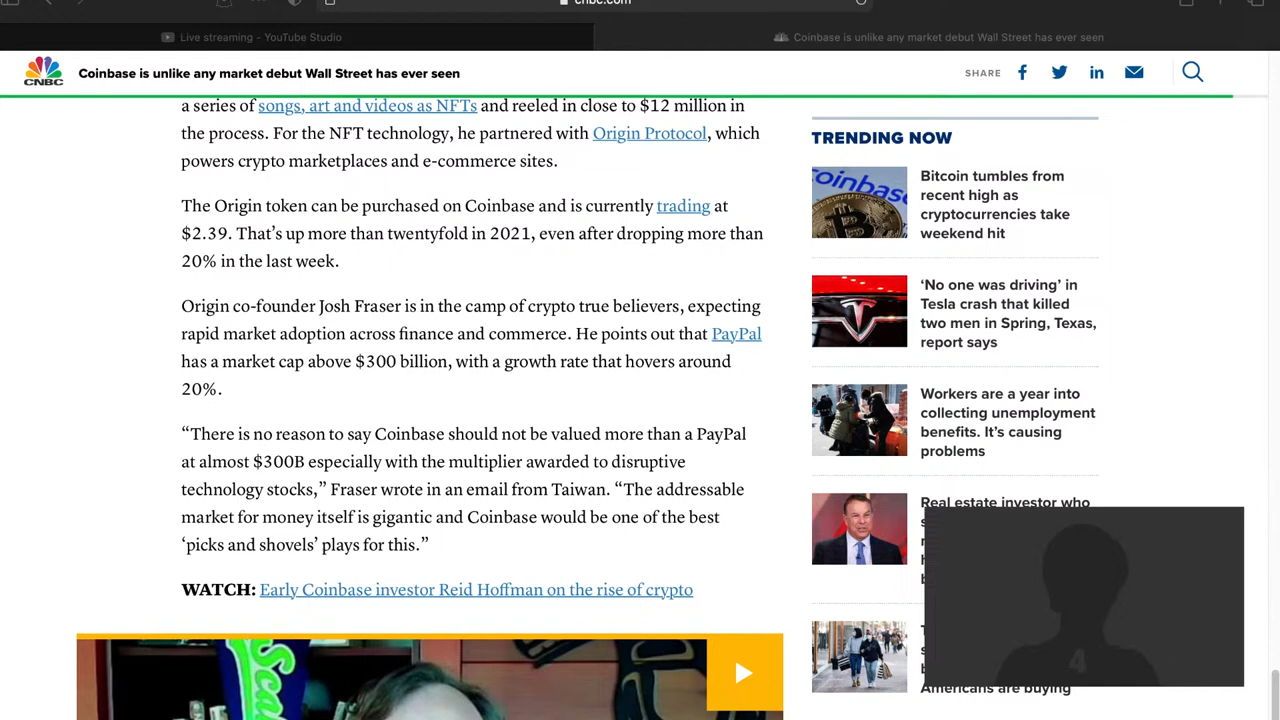 cnbc.com
Live streaming - YouTube Studio
Coinbase is unlike any market debut Wall Street has ever seen
CNBC
Coinbase is unlike any market debut Wall Street has ever seen
SHARE
a series of songs, art and videos as NFTs and reeled in close to $12 million in
the process. For the NFT technology, he partnered with Origin Protocol, which
powers crypto marketplaces and e-commerce sites.
The Origin token can be purchased on Coinbase and is currently trading at
$2.39. That’s up more than twentyfold in 2021, even after dropping more than
20% in the last week.
Origin co-founder Josh Fraser is in the camp of crypto true believers, expecting
rapid market adoption across finance and commerce. He points out that PayPal
has a market cap above $300 billion, with a growth rate that hovers around
20%.
“There is no reason to say Coinbase should not be valued more than a PayPal
at almost $300B especially with the multiplier awarded to disruptive
technology stocks,” Fraser wrote in an email from Taiwan. “The addressable
market for money itself is gigantic and Coinbase would be one of the best
‘picks and shovels’ plays for this.”
WATCH: Early Coinbase investor Reid Hoffman on the rise of crypto
TRENDING NOW
coinbase
Bitcoin tumbles from
recent high as
cryptocurrencies take
weekend hit
‘No one was driving’ in
Tesla crash that killed
two men in Spring, Texas,
report says
Workers are a year into
collecting unemployment
benefits. It’s causing
problems
Real estate investor who
Americans are buying
4